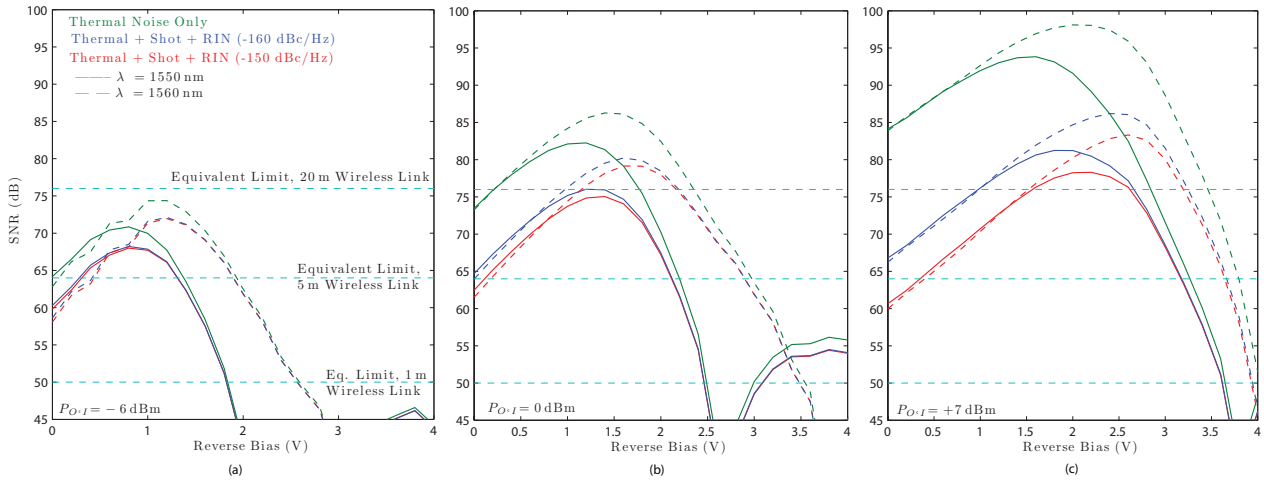 Thermal Noise Only
Thermal + Shot + RIN (-160 dBc/Hz)
Thermal + Shot + RIN (-150 dBc/Hz)
λ = 1550 nm
λ = 1560 nm
Equivalent Limit, 20 m Wireless Link
Equivalent Limit,
5 m Wireless Link
Eq. Limit, 1 m
Wireless Link
P_{O,I} = − 6 dBm
SNR (dB)
100
95
90
85
80
75
70
65
60
55
50
45
0
1
2
3
4
Reverse Bias (V)
(a)
100
95
90
85
80
75
70
65
60
55
50
45
P_{O,I} = 0 dBm
0
0.5
1
1.5
2
2.5
3
3.5
4
Reverse Bias (V)
(b)
100
95
90
85
80
75
70
65
60
55
50
45
P_{O,I} = +7 dBm
0
0.5
1
1.5
2
2.5
3
3.5
4
Reverse Bias (V)
(c)